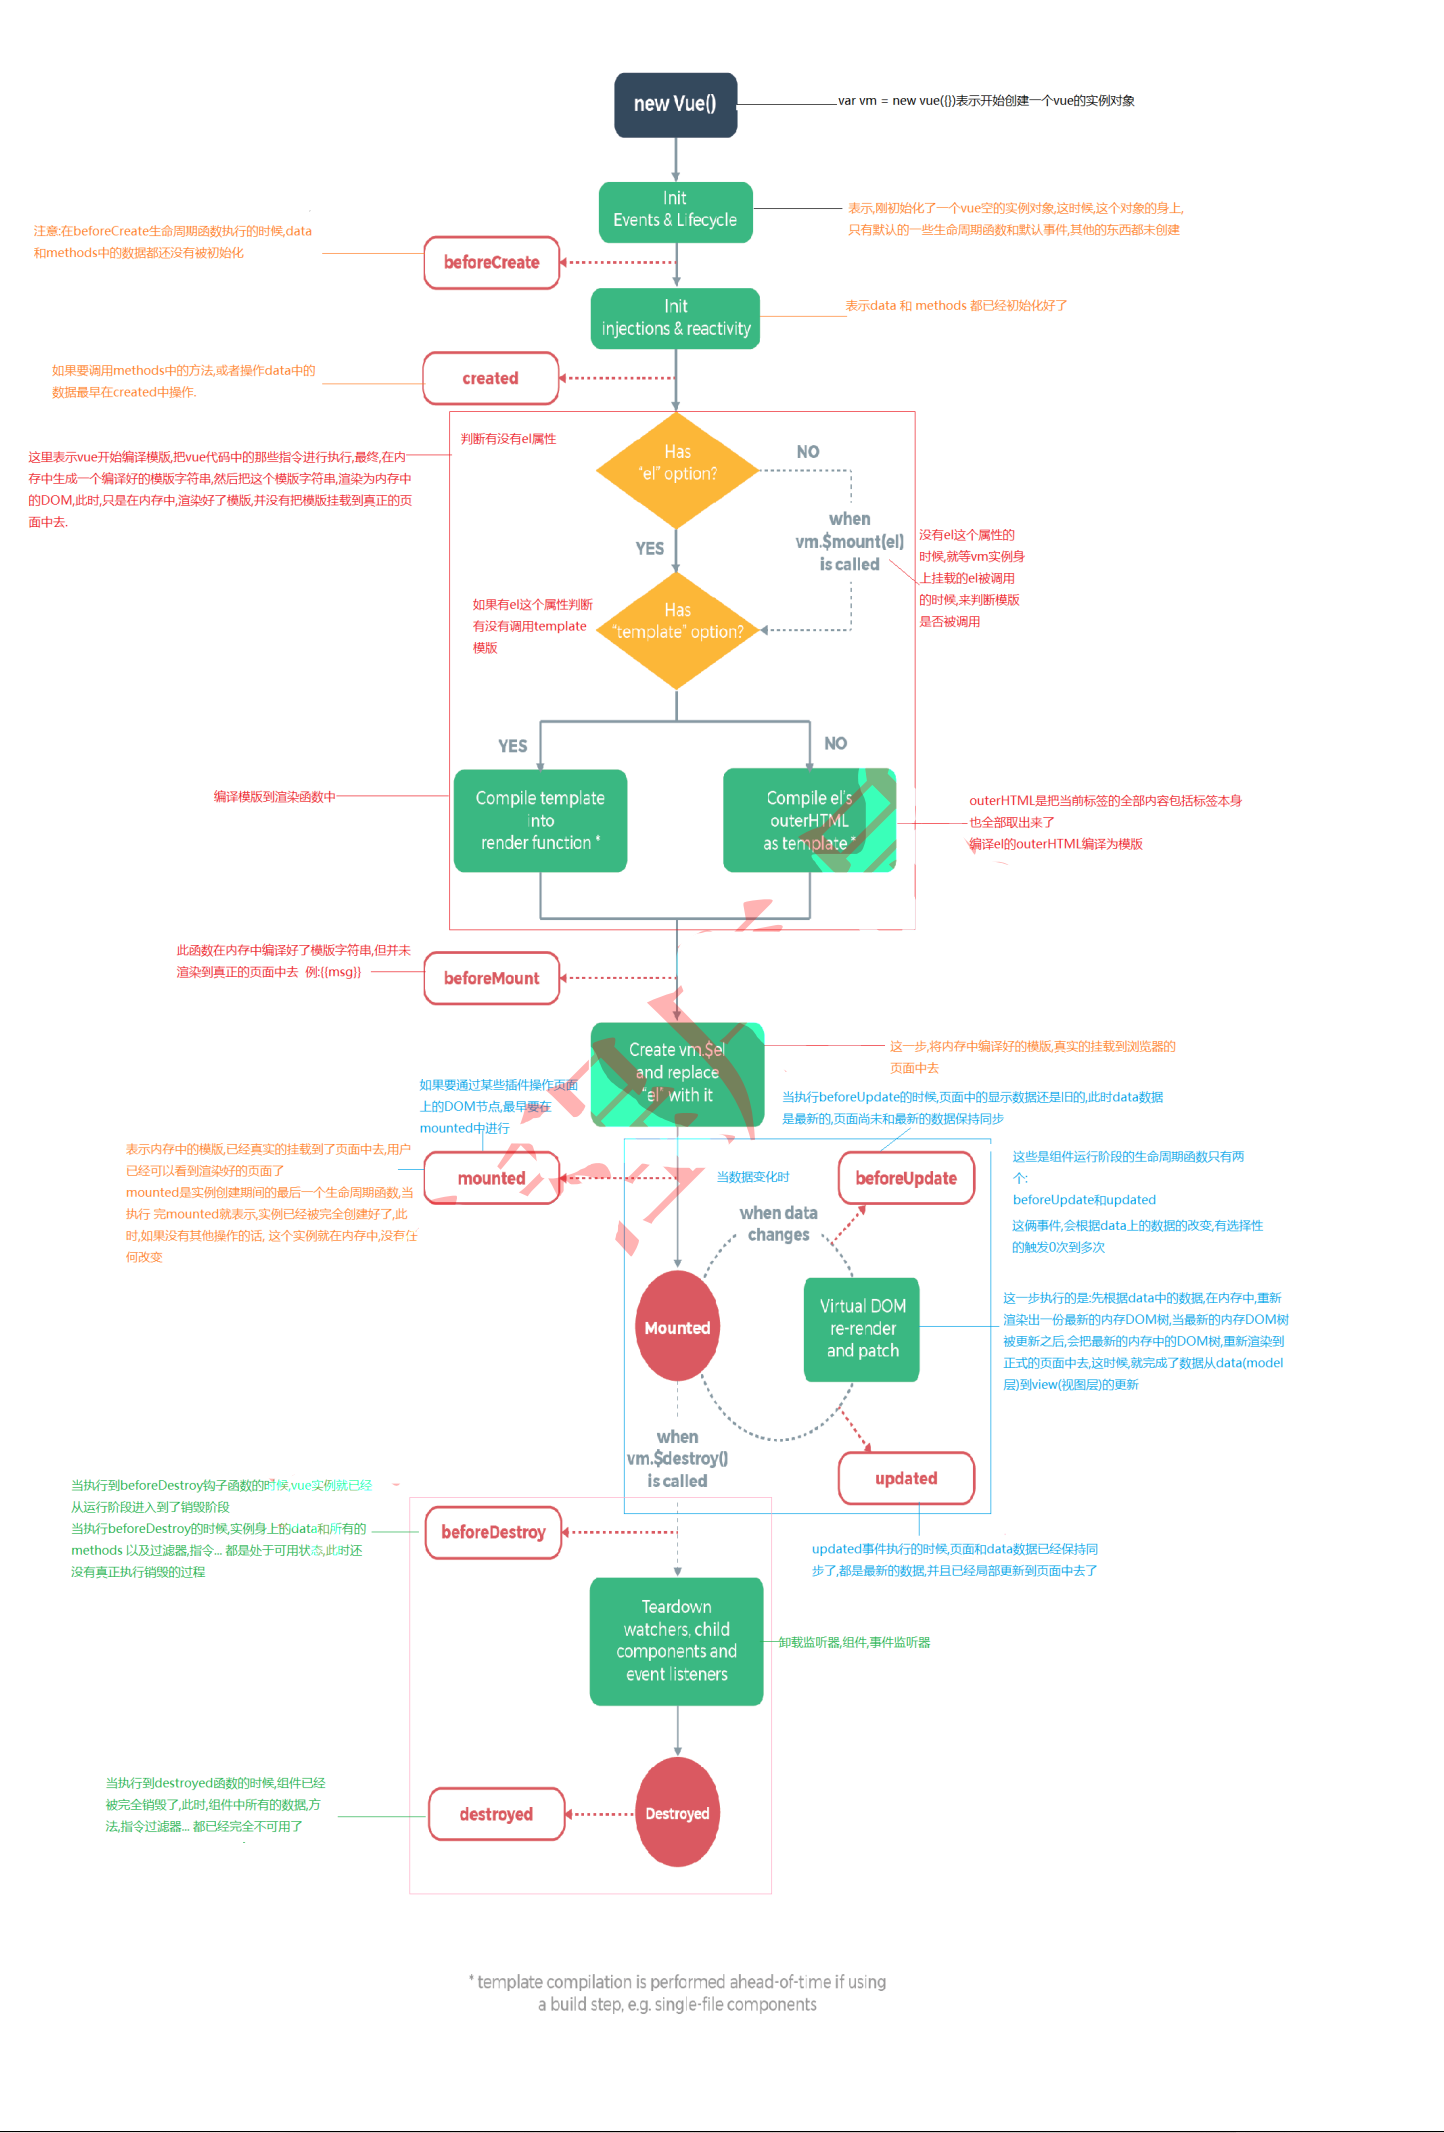 new Vue()
var vm = new vue({})表示开始创建一个vue的实例对象
Init
Events & Lifecycle
表示,刚初始化了一个vue空的实例对象,这时候,这个对象的身上,
只有默认的一些生命周期函数和默认事件,其他的东西都未创建
注意:在beforeCreate生命周期函数执行的时候,data
和methods中的数据都还没有被初始化
beforeCreate
Init
injections & reactivity
表示data 和 methods 都已经初始化好了
如果要调用methods中的方法,或者操作data中的
数据最早在created中操作.
created
这里表示vue开始编译模版,把vue代码中的那些指令进行执行,最终,在内
存中生成一个编译好的模版字符串,然后把这个模版字符串,渲染为内存中
的DOM,此时,只是在内存中,渲染好了模版,并没有把模版挂载到真正的页
面中去.
判断有没有el属性
Has
"el" option?
NO
YES
when
vm.$mount(el)
is called
没有el这个属性的
时候,就等vm实例身
上挂载的el被调用
的时候,来判断模版
是否被调用
如果有el这个属性判断
有没有调用template
模版
Has
"template" option?
YES
NO
编译模版到渲染函数中
Compile template
into
render function *
Compile el's
outerHTML
as template *
outerHTML是把当前标签的全部内容包括标签本身
也全部取出来了
编译el的outerHTML编译为模版
此函数在内存中编译好了模版字符串,但并未
渲染到真正的页面中去 例:{{msg}}
beforeMount
Create vm.$el
and replace
"el" with it
这一步,将内存中编译好的模版,真实的挂载到浏览器的
页面中去
如果要通过某些插件操作页面
上的DOM节点,最早要在
mounted中进行
当执行beforeUpdate的时候,页面中的显示数据还是旧的,此时data数据
是最新的,页面尚未和最新的数据保持同步
表示内存中的模版,已经真实的挂载到了页面中去,用户
已经可以看到渲染好的页面了
mounted是实例创建期间的最后一个生命周期函数,当
执行 完mounted就表示,实例已经被完全创建好了,此
时,如果没有其他操作的话, 这个实例就在内存中,没有任
何改变
mounted
当数据变化时
beforeUpdate
这些是组件运行阶段的生命周期函数只有两
个:
beforeUpdate和updated
这俩事件,会根据data上的数据的改变,有选择性
的触发0次到多次
when data
changes
Mounted
Virtual DOM
re-render
and patch
这一步执行的是:先根据data中的数据,在内存中,重新
渲染出一份最新的内存DOM树,当最新的内存DOM树
被更新之后,会把最新的内存中的DOM树,重新渲染到
正式的页面中去,这时候,就完成了数据从data(model
层)到view(视图层)的更新
when
vm.$destroy()
is called
updated
updated事件执行的时候,页面和data数据已经保持同
步了,都是最新的数据,并且已经局部更新到页面中去了
当执行到beforeDestroy钩子函数的时候,vue实例就已经
从运行阶段进入到了销毁阶段
当执行beforeDestroy的时候,实例身上的data和所有的
methods 以及过滤器,指令... 都是处于可用状态,此时还
没有真正执行销毁的过程
beforeDestroy
Teardown
watchers, child
components and
event listeners
卸载监听器,组件,事件监听器
当执行到destroyed函数的时候,组件已经
被完全销毁了,此时,组件中所有的数据,方
法,指令过滤器... 都已经完全不可用了
destroyed
Destroyed
* template compilation is performed ahead-of-time if using
a build step, e.g. single-file components